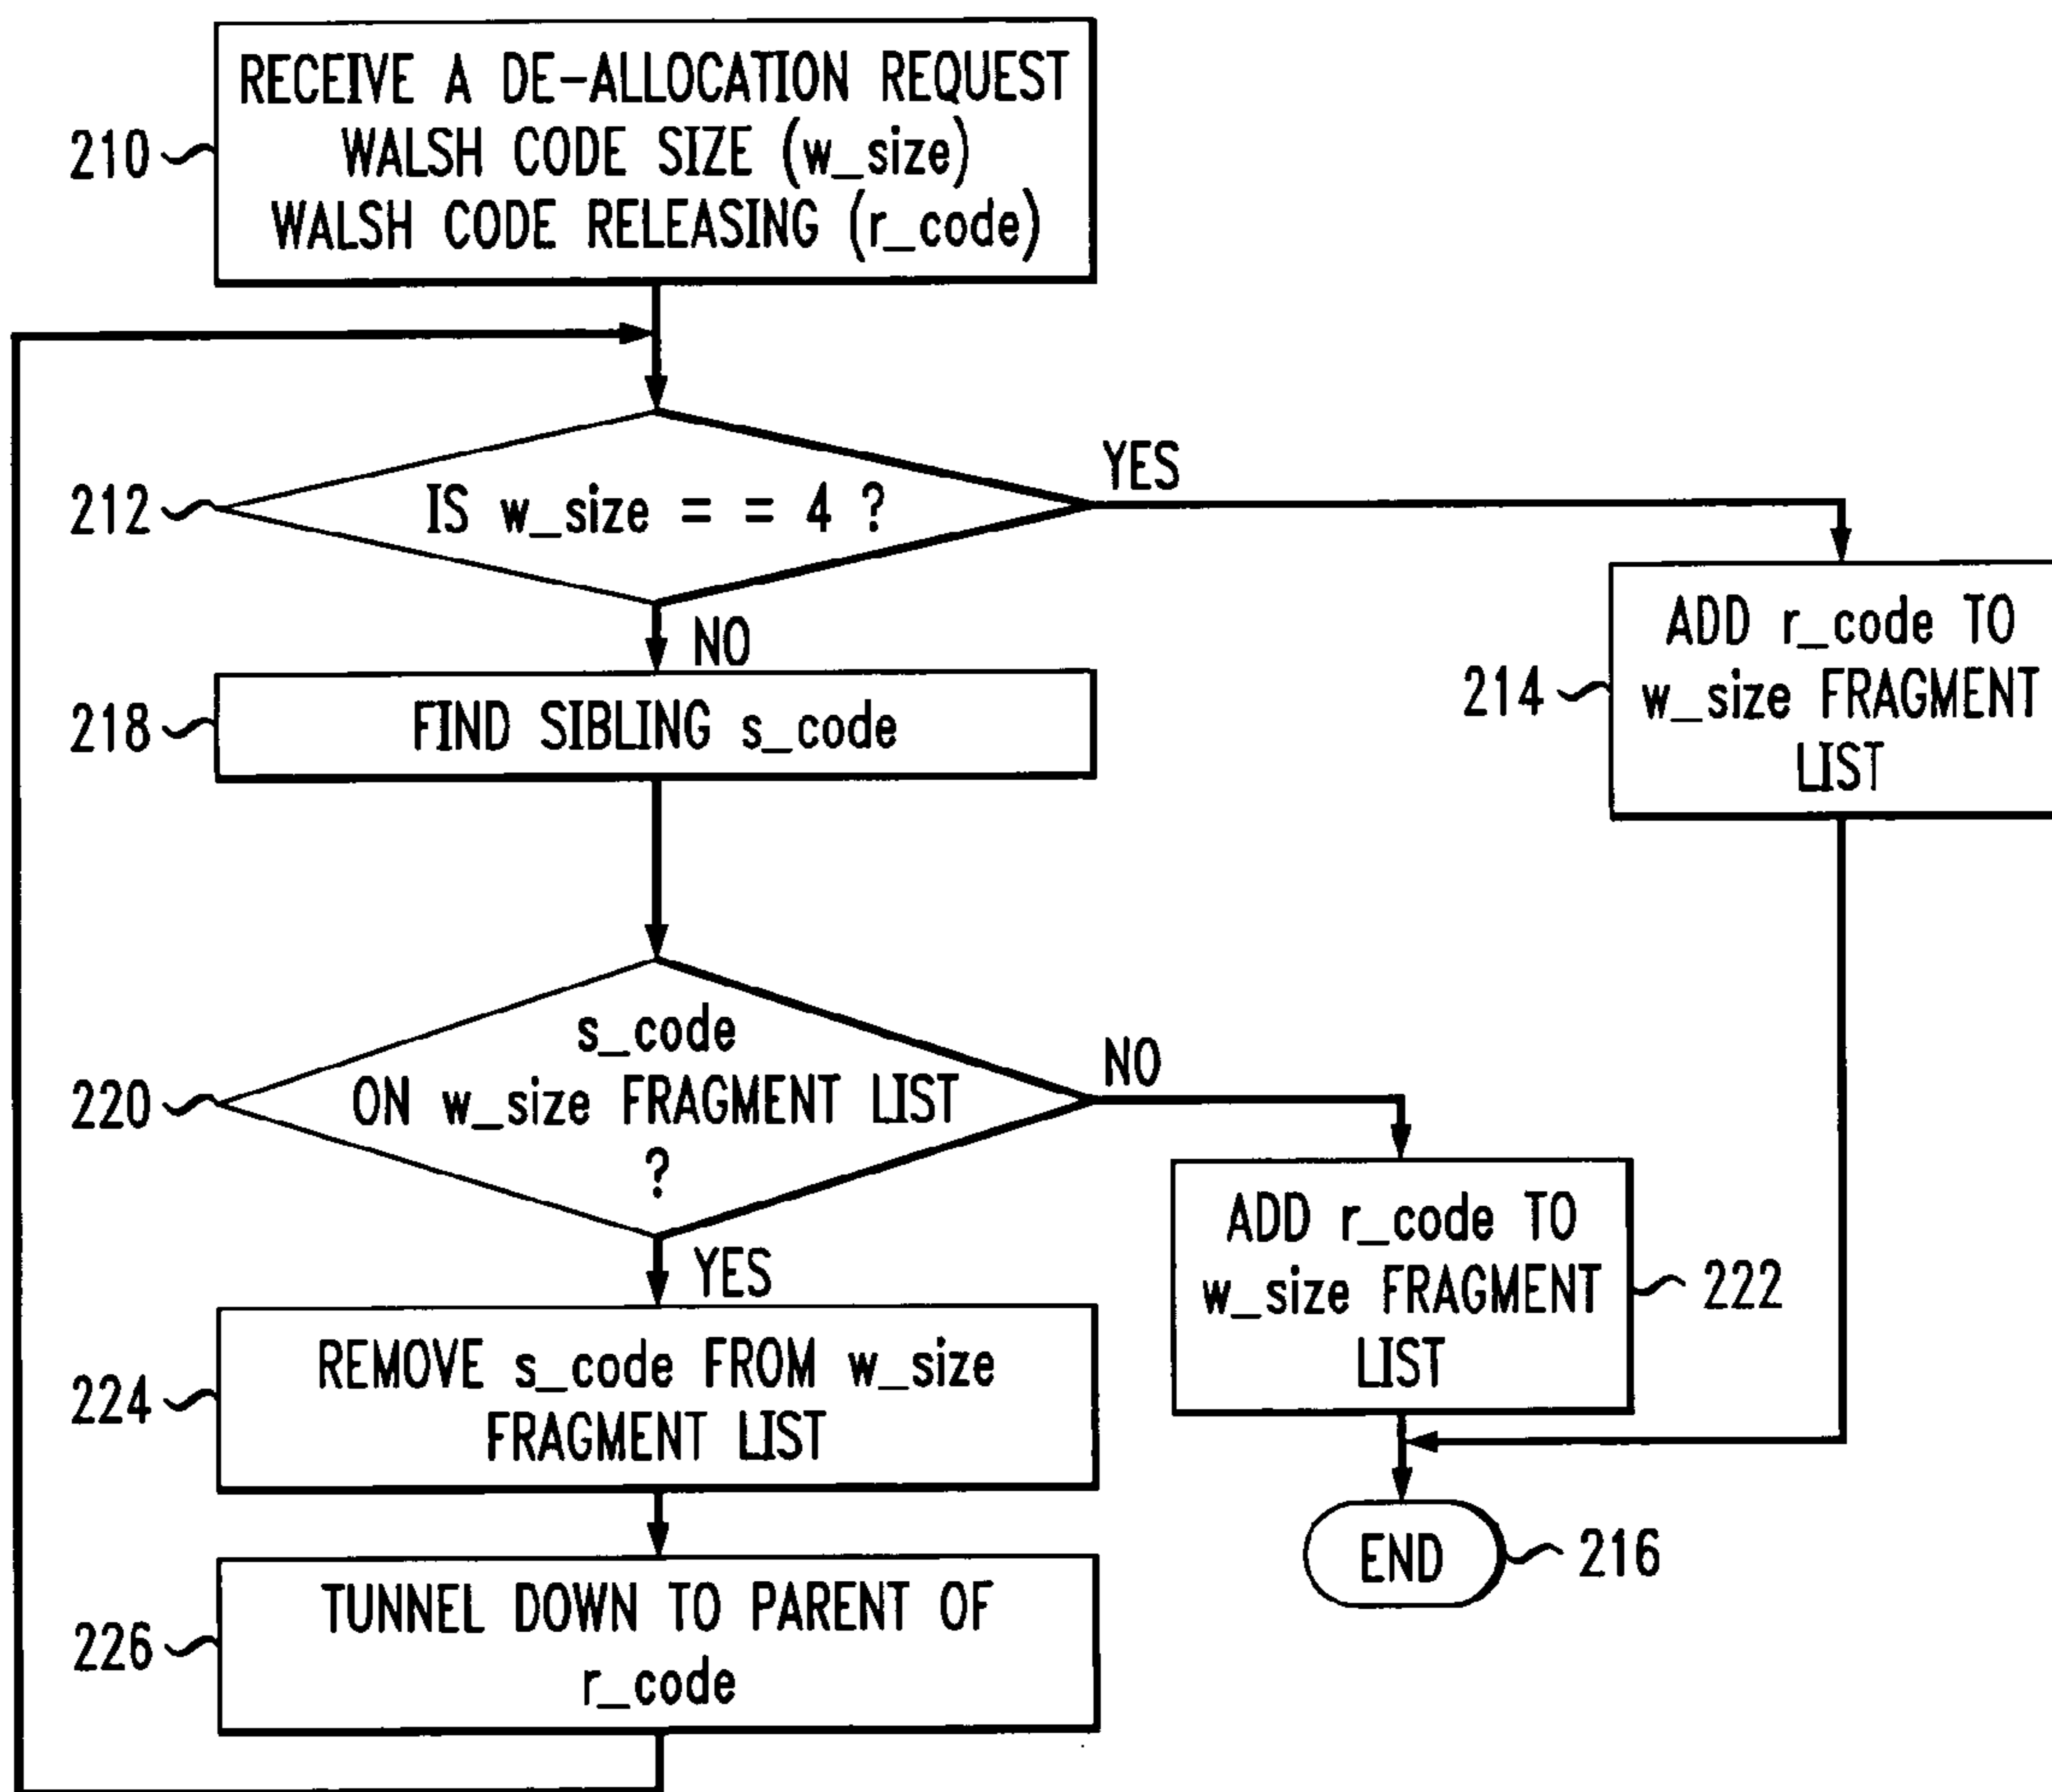 RECEIVE A DE-ALLOCATION REQUEST
WALSH CODE SIZE (w_size)
WALSH CODE RELEASING (r_code)
210
212
IS w_size = = 4 ?
YES
NO
214
ADD r_code TO
w_size FRAGMENT
LIST
218
FIND SIBLING s_code
220
s_code
ON w_size FRAGMENT LIST
?
NO
YES
ADD r_code TO
w_size FRAGMENT
LIST
222
224
REMOVE s_code FROM w_size
FRAGMENT LIST
END
216
226
TUNNEL DOWN TO PARENT OF
r_code